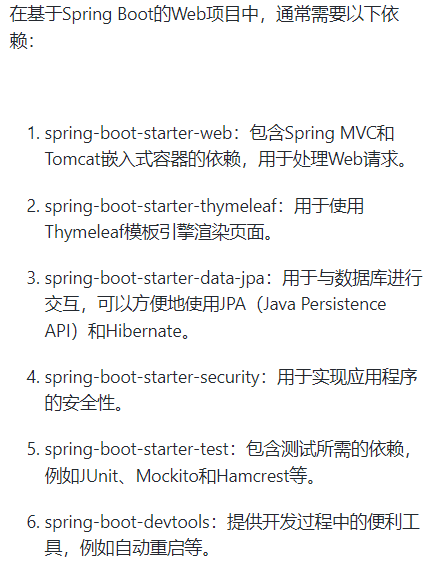 在基于Spring Boot的Web项目中，通常需要以下依
赖：
1. spring-boot-starter-web：包含Spring MVC和
Tomcat嵌入式容器的依赖，用于处理Web请求。
2. spring-boot-starter-thymeleaf：用于使用
Thymeleaf模板引擎渲染页面。
3. spring-boot-starter-data-jpa：用于与数据库进行
交互，可以方便地使用JPA（Java Persistence
API）和Hibernate。
4. spring-boot-starter-security：用于实现应用程序
的安全性。
5. spring-boot-starter-test：包含测试所需的依赖，
例如JUnit、Mockito和Hamcrest等。
6. spring-boot-devtools：提供开发过程中的便利工
具，例如自动重启等。